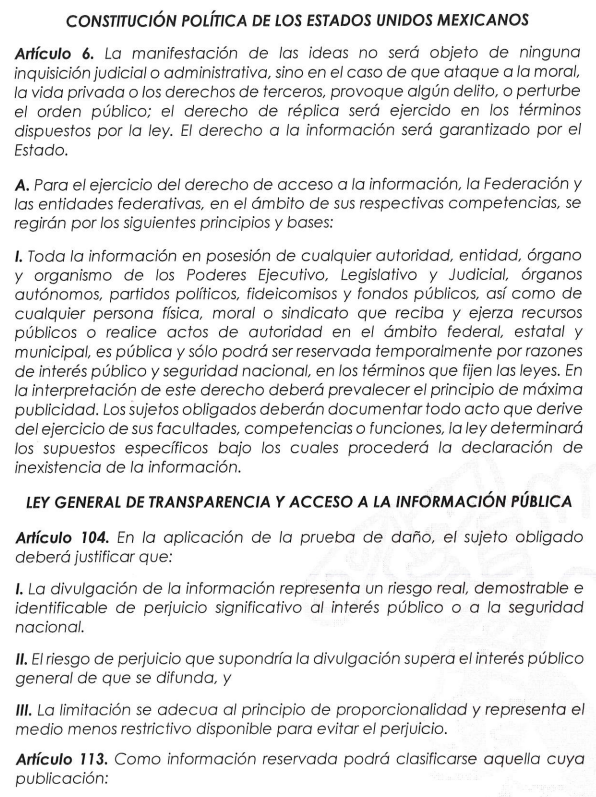 CONSTITUCIÓN POLÍTICA DE LOS ESTADOS UNIDOS MEXICANOS
Artículo 6. La manifestación de las ideas no será objeto de ninguna
inquisición judicial o administrativa, sino en el caso de que ataque a la moral,
la vida privada o los derechos de terceros, provoque algún delito, o perturbe
el orden público; el derecho de réplica será ejercido en los términos
dispuestos por la ley. El derecho a la información será garantizado por el
Estado.
A. Para el ejercicio del derecho de acceso a la información, la Federación y
las entidades federativas, en el ámbito de sus respectivas competencias, se
regirán por los siguientes principios y bases:
I. Toda la información en posesión de cualquier autoridad, entidad, órgano
y organismo de los Poderes Ejecutivo, Legislativo y Judicial, órganos
autónomos, partidos políticos, fideicomisos y fondos públicos, así como de
cualquier persona física, moral o sindicato que reciba y ejerza recursos
públicos o realice actos de autoridad en el ámbito federal, estatal y
municipal, es pública y sólo podrá ser reservada temporalmente por razones
de interés público y seguridad nacional, en los términos que fijen las leyes. En
la interpretación de este derecho deberá prevalecer el principio de máxima
publicidad. Los sujetos obligados deberán documentar todo acto que derive
del ejercicio de sus facultades, competencias o funciones, la ley determinará
los supuestos específicos bajo los cuales procederá la declaración de
inexistencia de la información.
LEY GENERAL DE TRANSPARENCIA Y ACCESO A LA INFORMACIÓN PÚBLICA
Artículo 104. En la aplicación de la prueba de daño, el sujeto obligado
deberá justificar que:
I. La divulgación de la información representa un riesgo real, demostrable e
identificable de perjuicio significativo al interés público o a la seguridad
nacional.
II. El riesgo de perjuicio que supondría la divulgación supera el interés público
general de que se difunda, y
III. La limitación se adecua al principio de proporcionalidad y representa el
medio menos restrictivo disponible para evitar el perjuicio.
Artículo 113. Como información reservada podrá clasificarse aquella cuya
publicación: